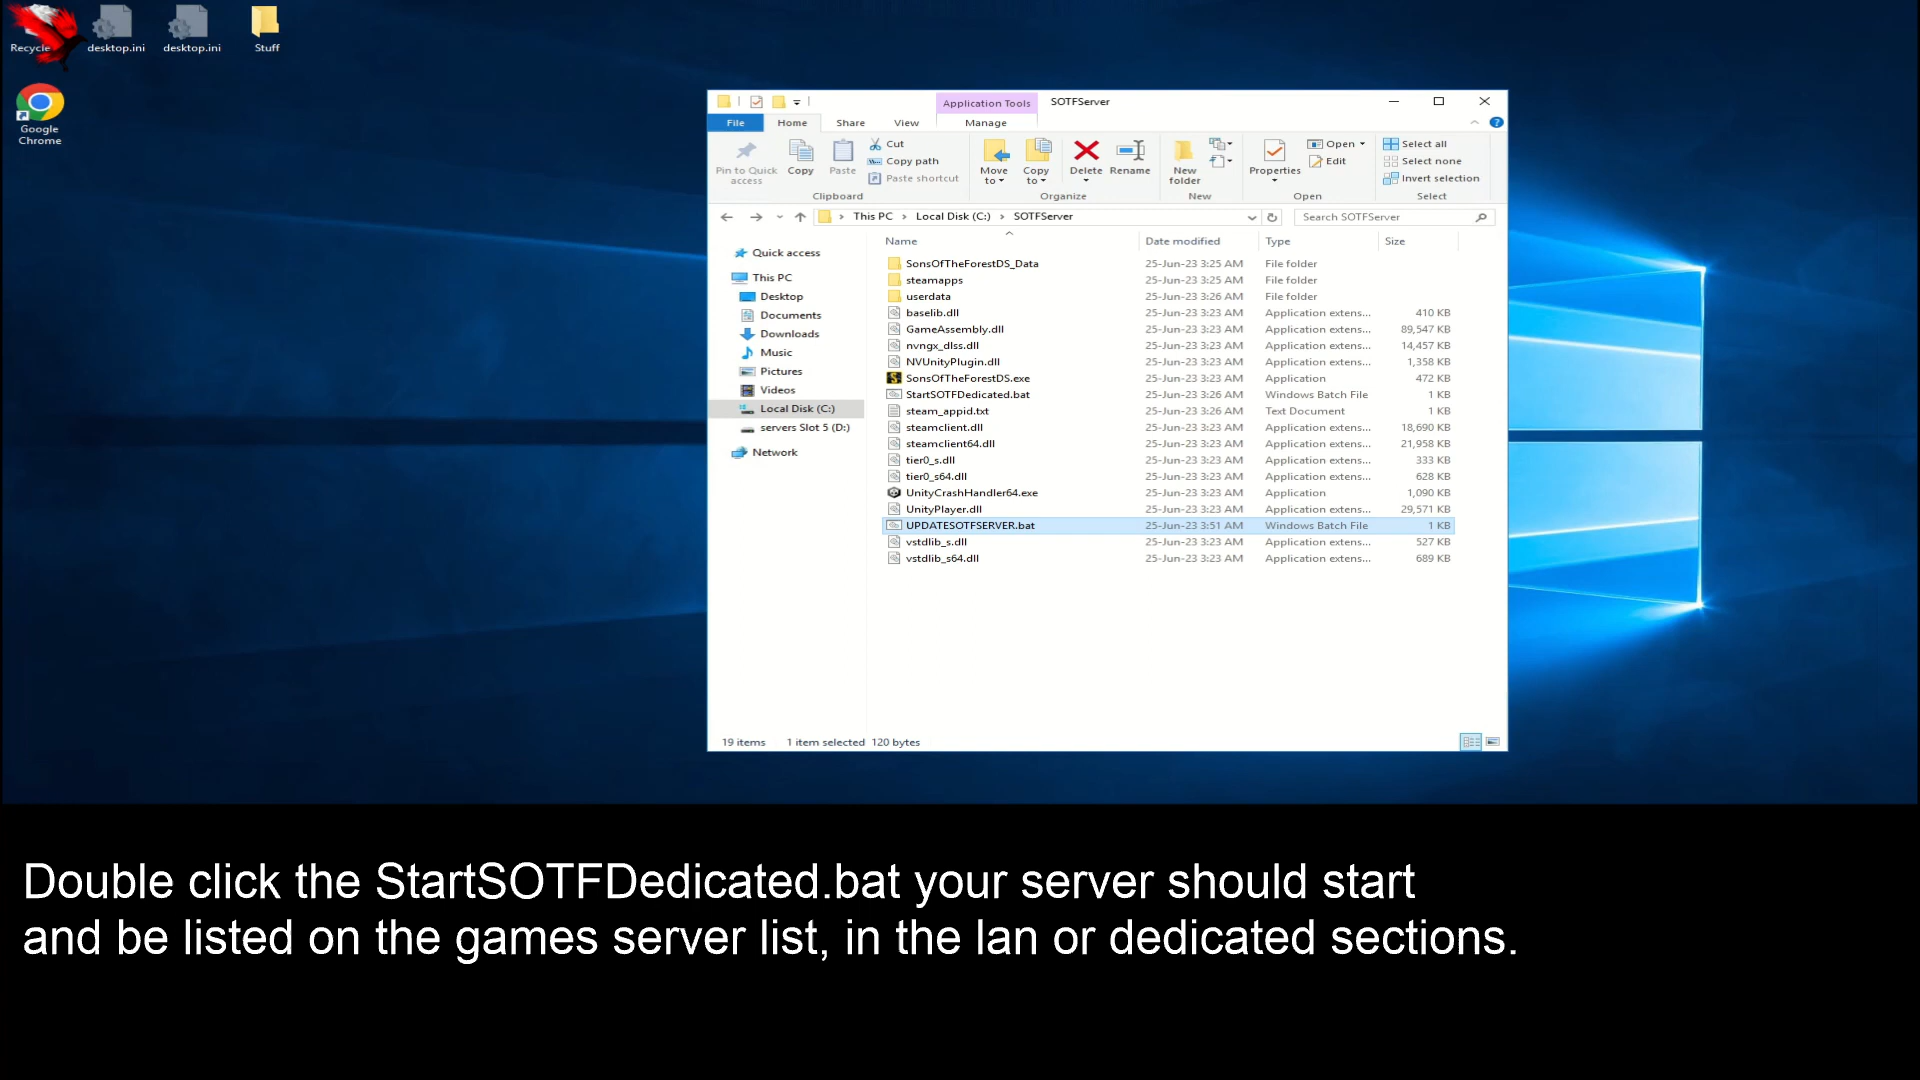 Recycle
desktop.ini
desktop.ini
Stuff
Google
Chrome
Application Tools
SOTFServer
File
Home
Share
View
Manage
Pin to Quick
access
Copy
Paste
Cut
Copy path
Paste shortcut
Clipboard
Move
to
Copy
to
Delete
Rename
Organize
New
folder
New
Properties
Open
Edit
Open
Select all
Select none
Invert selection
Select
This PC > Local Disk (C:) > SOTFServer
Search SOTFServer
Quick access
This PC
Desktop
Documents
Downloads
Music
Pictures
Videos
Local Disk (C:)
servers Slot 5 (D:)
Network
Name Date modified Type Size
SonsOfTheForestDS_Data 25-Jun-23 3:25 AM File folder
steamapps 25-Jun-23 3:25 AM File folder
userdata 25-Jun-23 3:26 AM File folder
baselib.dll 25-Jun-23 3:23 AM Application extens... 410 KB
GameAssembly.dll 25-Jun-23 3:23 AM Application extens... 89,547 KB
nvngx_dlss.dll 25-Jun-23 3:23 AM Application extens... 14,457 KB
NVUnityPlugin.dll 25-Jun-23 3:23 AM Application extens... 1,358 KB
SonsOfTheForestDS.exe 25-Jun-23 3:23 AM Application 472 KB
StartSOTFDedicated.bat 25-Jun-23 3:26 AM Windows Batch File 1 KB
steam_appid.txt 25-Jun-23 3:26 AM Text Document 1 KB
steamclient.dll 25-Jun-23 3:23 AM Application extens... 18,690 KB
steamclient64.dll 25-Jun-23 3:23 AM Application extens... 21,958 KB
tier0_s.dll 25-Jun-23 3:23 AM Application extens... 333 KB
tier0_s64.dll 25-Jun-23 3:23 AM Application extens... 628 KB
UnityCrashHandler64.exe 25-Jun-23 3:23 AM Application 1,090 KB
UnityPlayer.dll 25-Jun-23 3:23 AM Application extens... 29,571 KB
UPDATESOTFSERVER.bat 25-Jun-23 3:51 AM Windows Batch File 1 KB
vstdlib_s.dll 25-Jun-23 3:23 AM Application extens... 527 KB
vstdlib_s64.dll 25-Jun-23 3:23 AM Application extens... 689 KB
19 items 1 item selected 120 bytes
Double click the StartSOTFDedicated.bat your server should start
and be listed on the games server list, in the lan or dedicated sections.